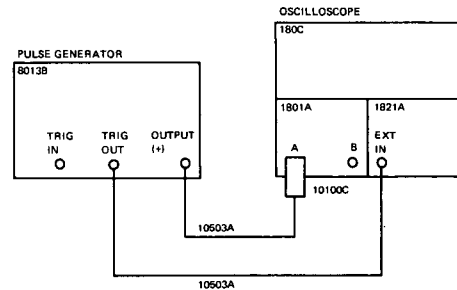 OSCILLOSCOPE
180C
PULSE GENERATOR
8013B
1801A
1821A
TRIG IN
TRIG OUT
OUTPUT (+)
A
B
EXT IN
10100C
10503A
10503A